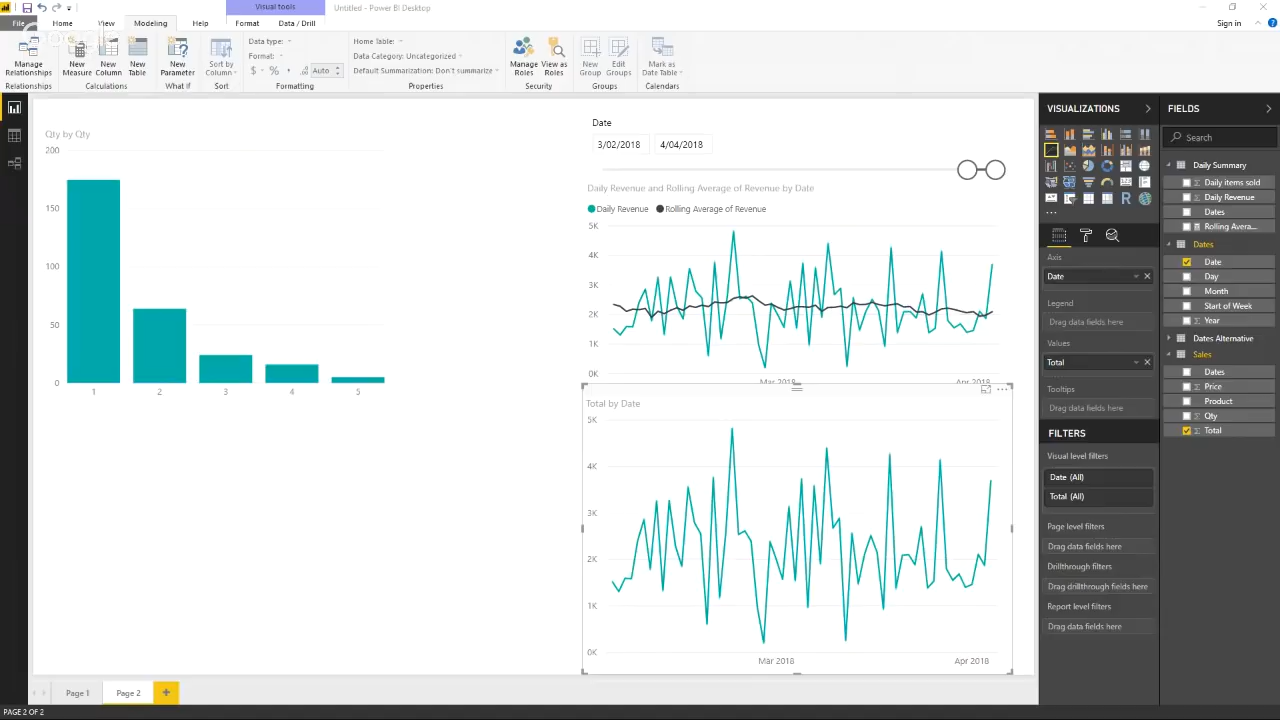 Visual tools
Untitled - Power BI Desktop
File Home View Modeling Help Format Data / Drill
Sign in
Manage Relationships
Relationships
New Measure
New Column
New Table
Calculations
New Parameter
What if
Sort by Column
Sort
Data type:
Format:
$ % , .00 Auto
Formatting
Home Table:
Data Category: Uncategorized
Default Summarization: Don't summarize
Properties
Manage Roles
View as Roles
Security
New Group
Edit Groups
Groups
Mark as Date Table
Calendars
Qty by Qty
200
150
100
50
0
1 2 3 4 5
Date
3/02/2018 4/04/2018
Daily Revenue and Rolling Average of Revenue by Date
Daily Revenue Rolling Average of Revenue
5K
4K
3K
2K
1K
0K
Mar 2018 Apr 2018
Total by Date
5K
4K
3K
2K
1K
0K
Mar 2018 Apr 2018
VISUALIZATIONS
R
Axis
Date
Legend
Drag data fields here
Values
Total
Tooltips
Drag data fields here
FILTERS
Visual level filters
Date (All)
Total (All)
Page level filters
Drag data fields here
Drillthrough filters
Drag drillthrough fields here
Report level filters
Drag data fields here
FIELDS
Search
Daily Summary
Σ Daily items sold
Σ Daily Revenue
Dates
Rolling Avera...
Dates
Date
Day
Month
Start of Week
Σ Year
Dates Alternative
Sales
Dates
Σ Price
Product
Σ Qty
Σ Total
Page 1 Page 2 +
PAGE 2 OF 2